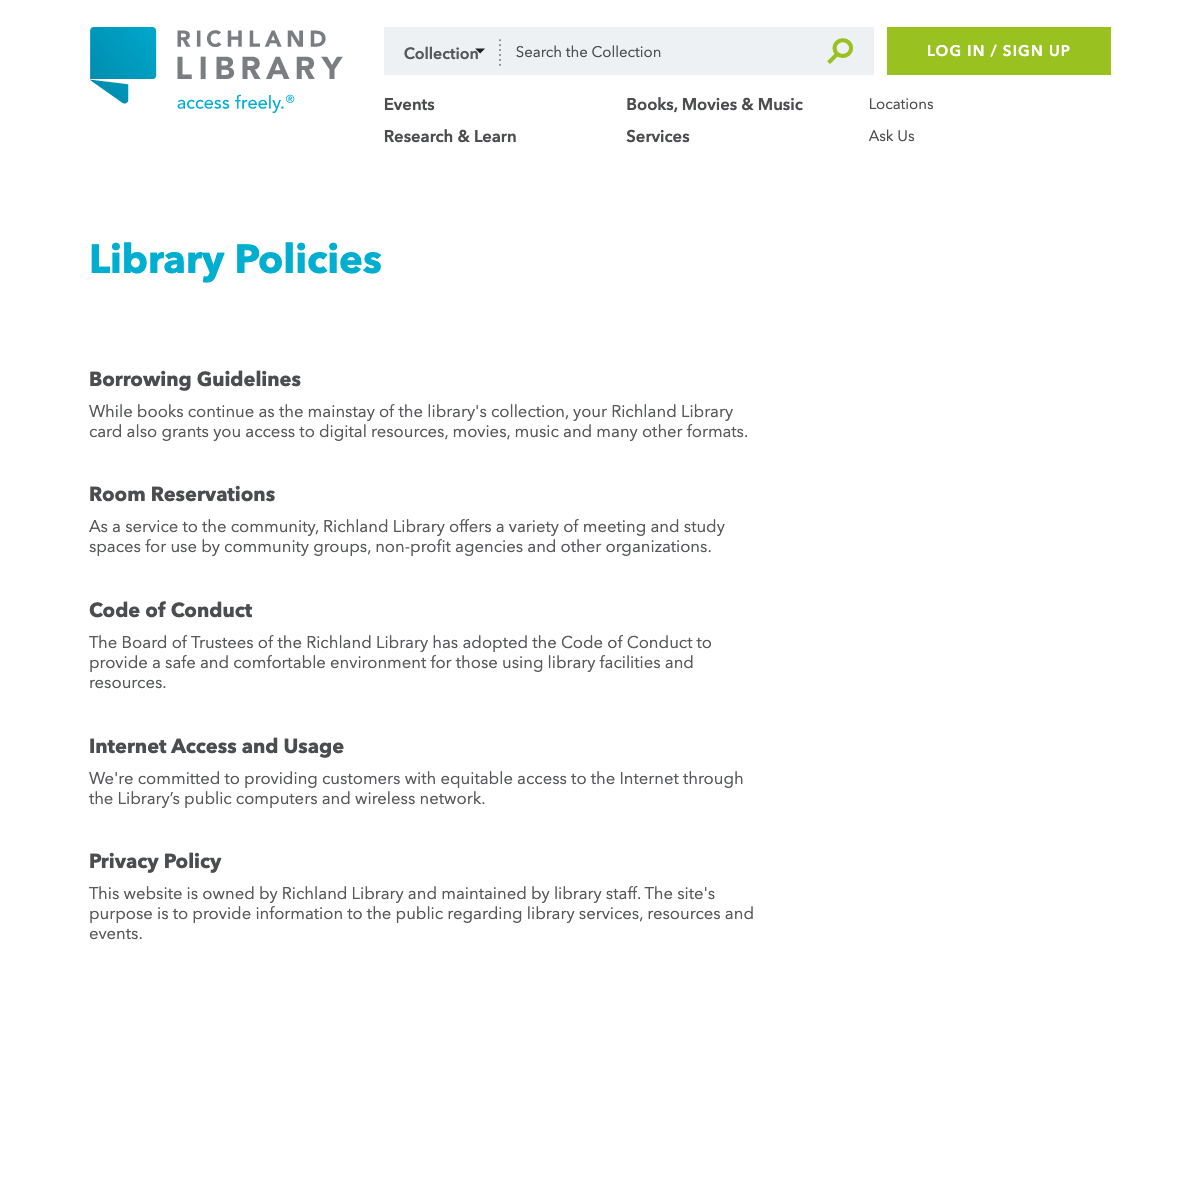 RICHLAND
LIBRARY
access freely.®
Collection
Search the Collection
LOG IN / SIGN UP
Events
Books, Movies & Music
Locations
Research & Learn
Services
Ask Us
Library Policies
Borrowing Guidelines
While books continue as the mainstay of the library's collection, your Richland Library
card also grants you access to digital resources, movies, music and many other formats.
Room Reservations
As a service to the community, Richland Library offers a variety of meeting and study
spaces for use by community groups, non-profit agencies and other organizations.
Code of Conduct
The Board of Trustees of the Richland Library has adopted the Code of Conduct to
provide a safe and comfortable environment for those using library facilities and
resources.
Internet Access and Usage
We're committed to providing customers with equitable access to the Internet through
the Library’s public computers and wireless network.
Privacy Policy
This website is owned by Richland Library and maintained by library staff. The site's
purpose is to provide information to the public regarding library services, resources and
events.